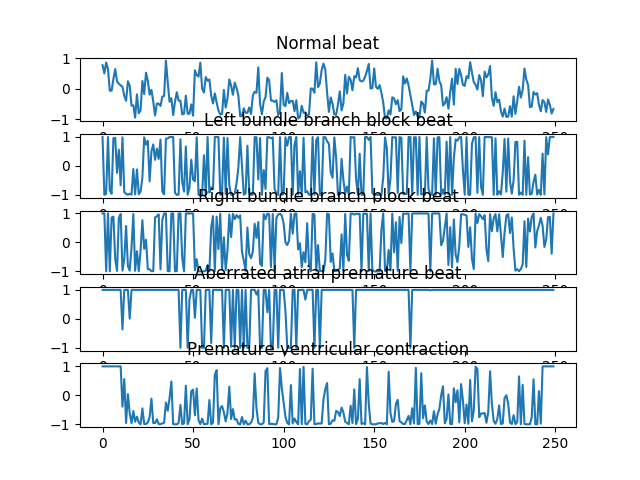 Normal beat
1
0
−1
Left bundle branch block beat
1
0
−1
Right bundle branch block beat
1
0
−1
Aberrated atrial premature beat
1
0
−1
Premature ventricular contraction
1
0
−1
0 50 100 150 200 250